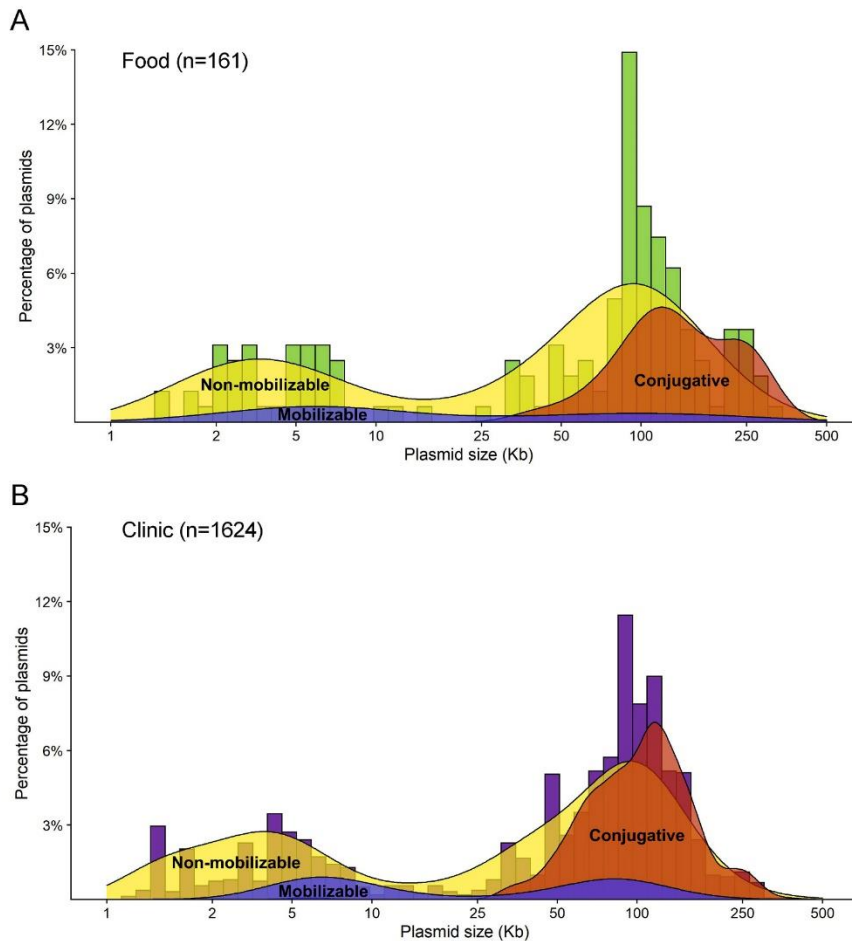 A
Food (n=161)
15%
12%
9%
6%
3%
Percentage of plasmids
Non-mobilizable
Mobilizable
Conjugative
1 2 5 10 25 50 100 250 500
Plasmid size (Kb)
B
Clinic (n=1624)
15%
12%
9%
6%
3%
Percentage of plasmids
Non-mobilizable
Mobilizable
Conjugative
1 2 5 10 25 50 100 250 500
Plasmid size (Kb)